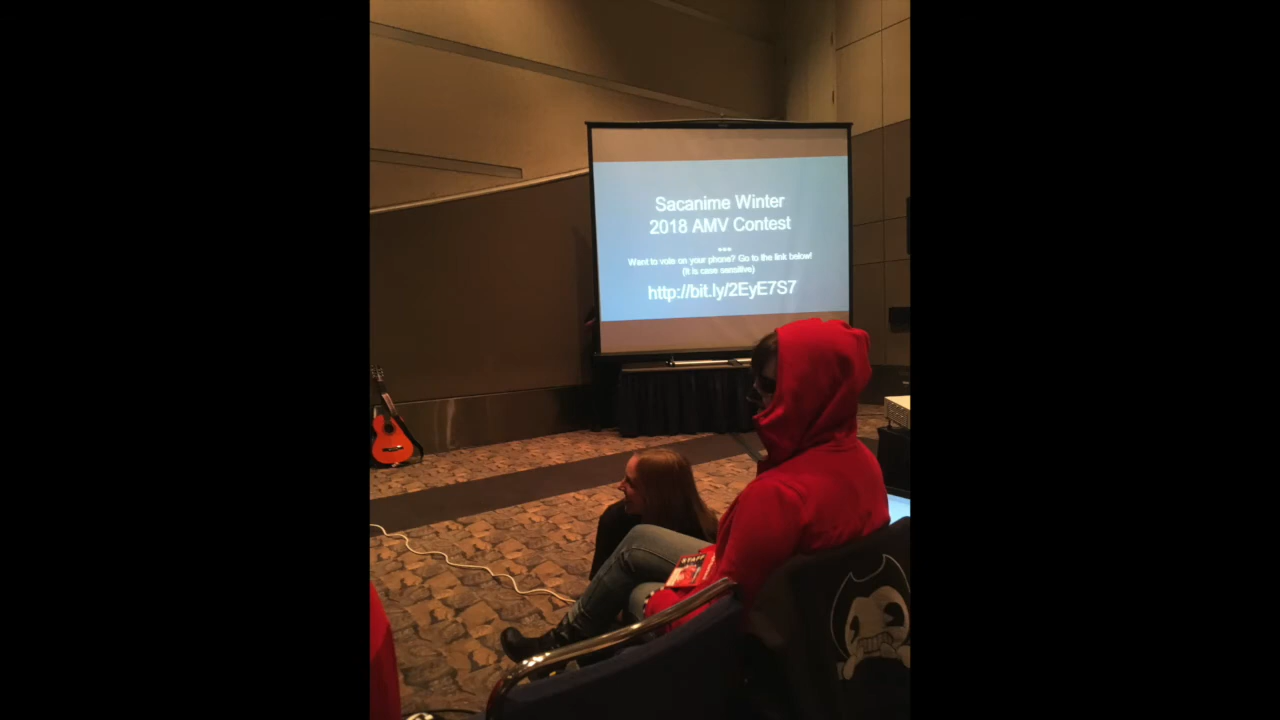 Sacanime Winter
2018 AMV Contest
***
Want to vote on your phone? Go to the link below!
(It is case sensitive)
http://bit.ly/2EyE7S7
STAFF